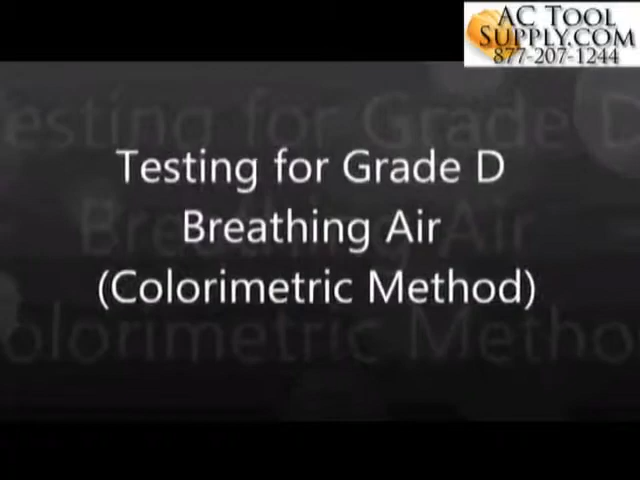 AC TOOL
SUPPLY.COM
877-207-1244
Testing for Grade D
Breathing Air
(Colorimetric Method)